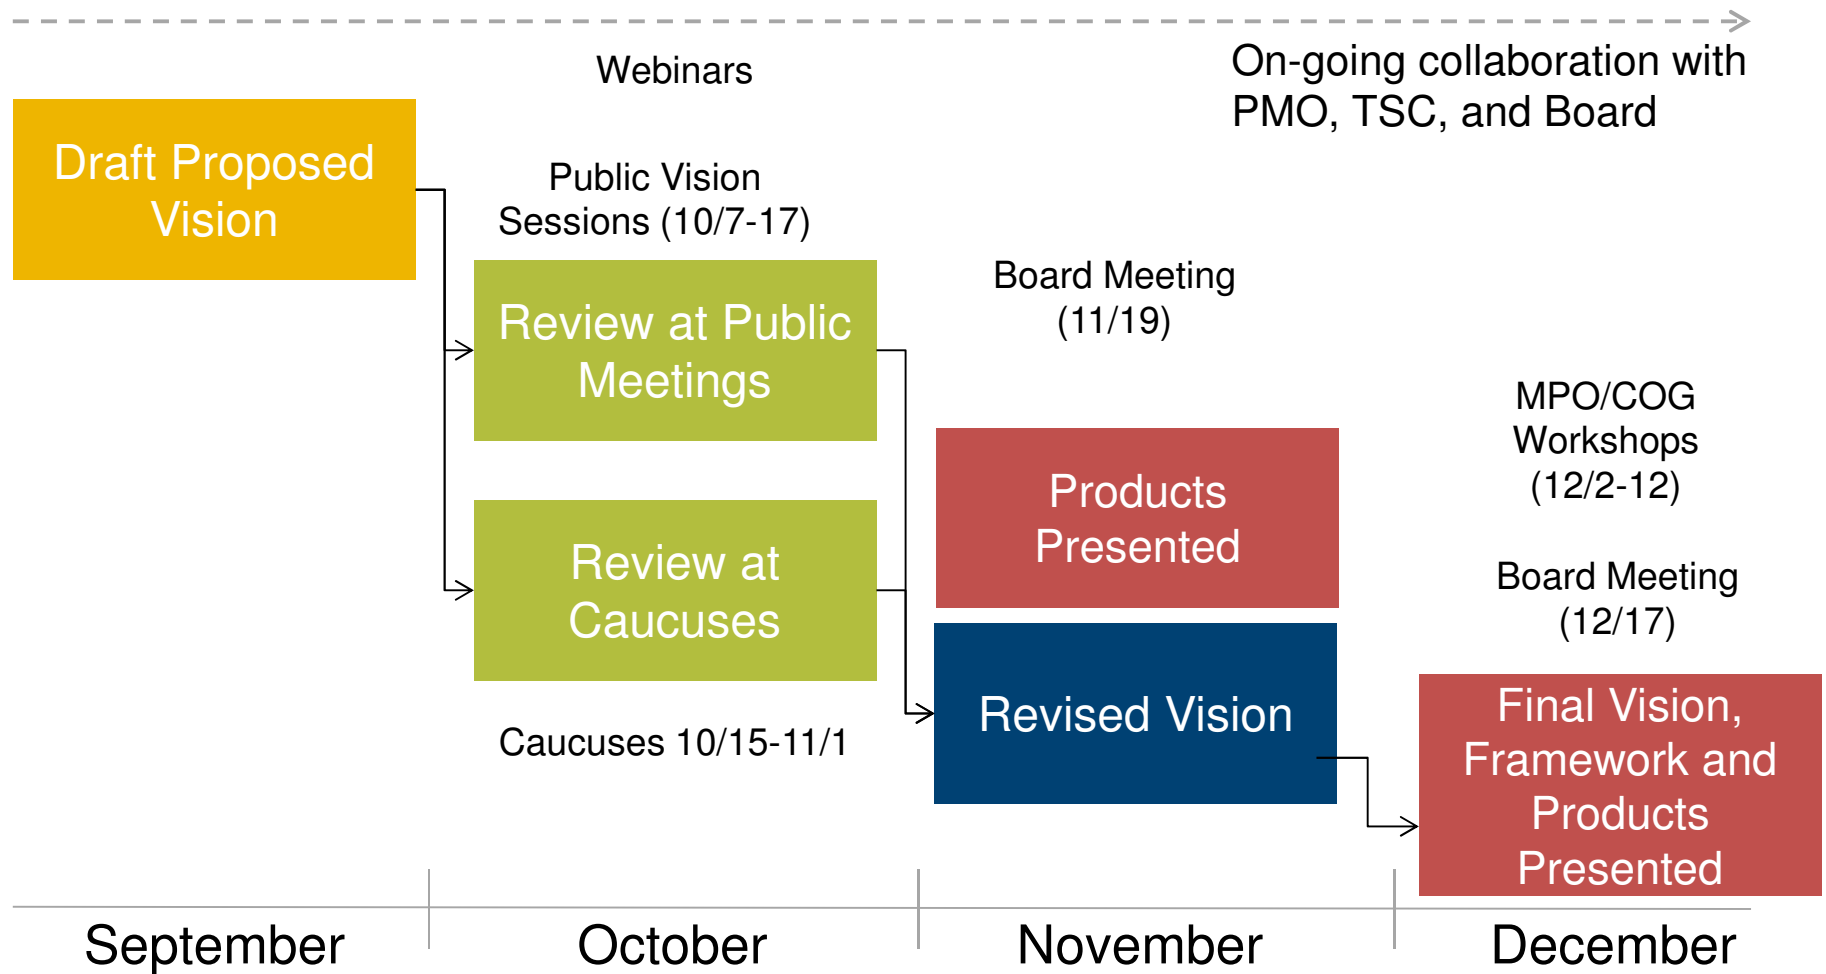 On-going collaboration with
PMO, TSC, and Board
Webinars
Draft Proposed
Vision
Public Vision
Sessions (10/7-17)
Review at Public
Meetings
Review at
Caucuses
Caucuses 10/15-11/1
Board Meeting
(11/19)
Products
Presented
Revised Vision
MPO/COG
Workshops
(12/2-12)
Board Meeting
(12/17)
Final Vision,
Framework and
Products
Presented
September
October
November
December